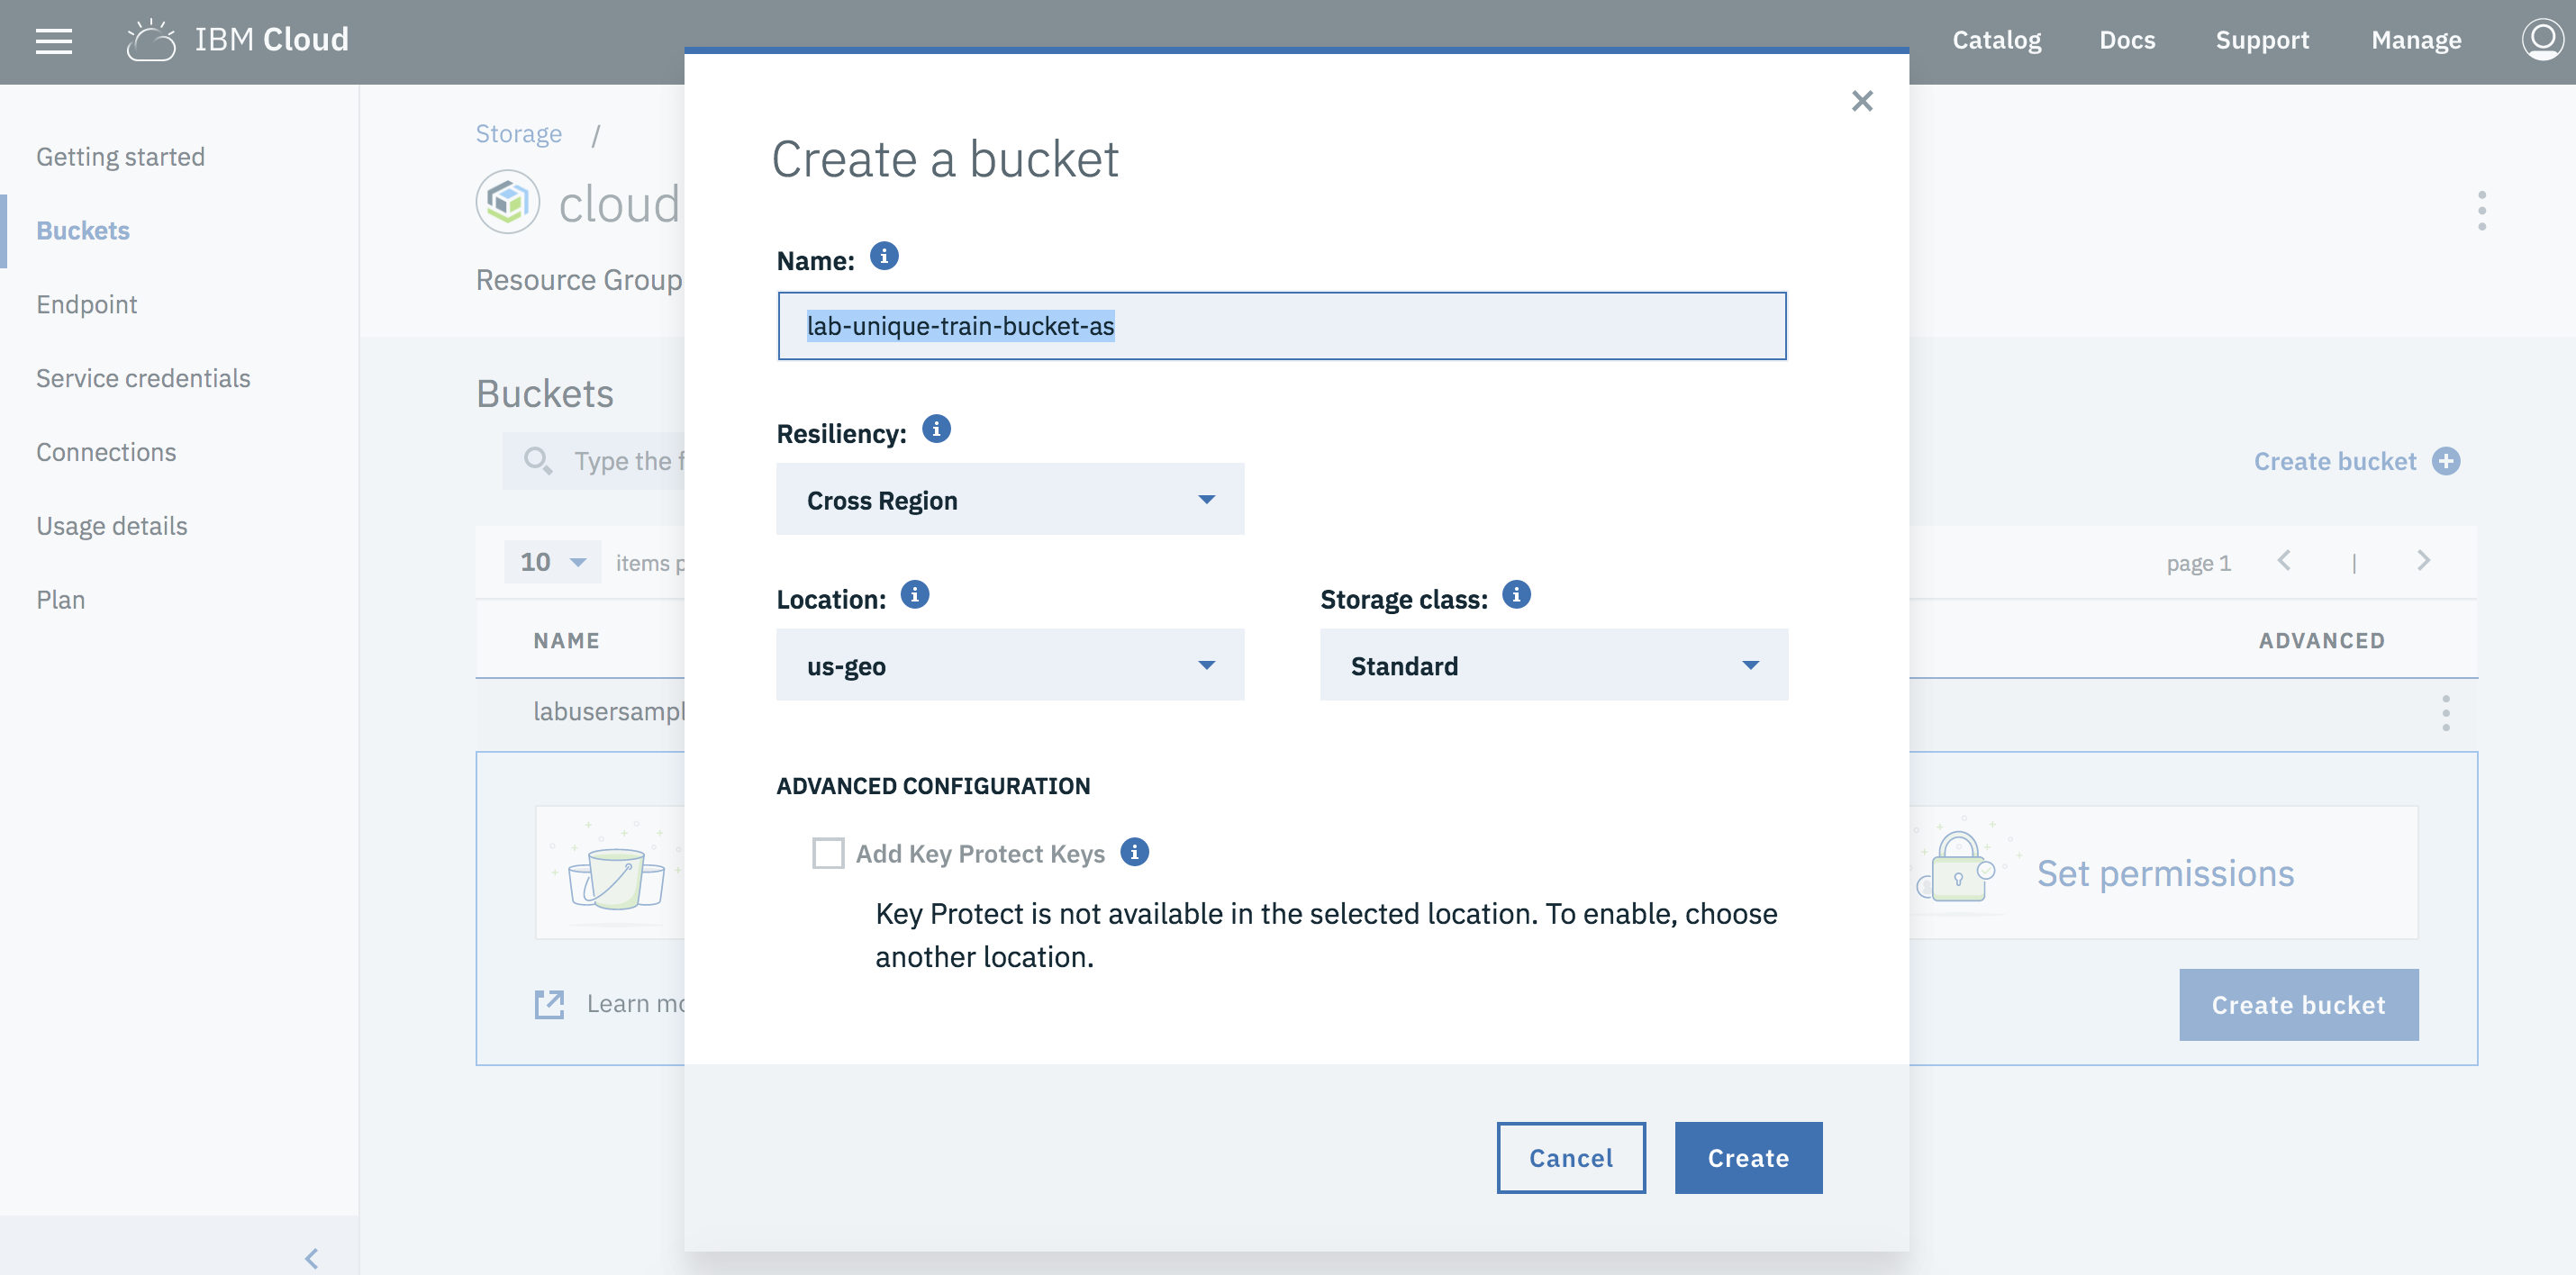 IBM Cloud
Catalog
Docs
Support
Manage
Getting started
Buckets
Endpoint
Service credentials
Connections
Usage details
Plan
Storage /
cloud
Resource Group
Buckets
Type the f
Create bucket
10 items p
page 1
|
NAME
ADVANCED
labusersampl
Set permissions
Learn mo
Create bucket
Create a bucket
Name:
lab-unique-train-bucket-as
Resiliency:
Cross Region
Location:
Storage class:
us-geo
Standard
ADVANCED CONFIGURATION
Add Key Protect Keys
Key Protect is not available in the selected location. To enable, choose
another location.
Cancel
Create